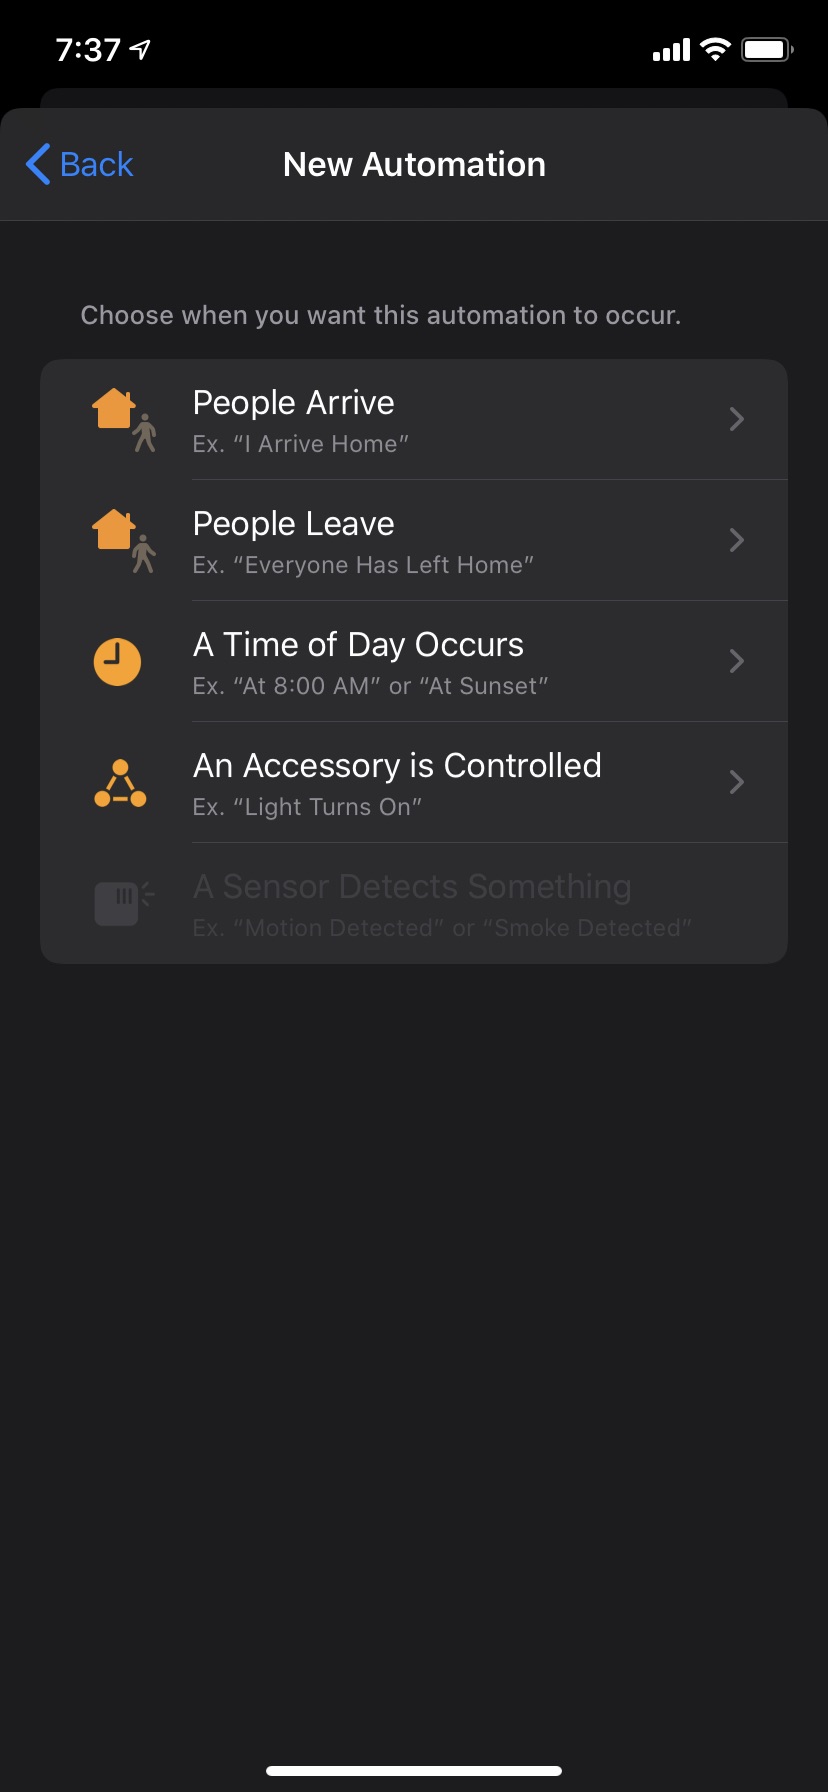 7:37
Back
New Automation
Choose when you want this automation to occur.
People Arrive
Ex. “I Arrive Home”
People Leave
Ex. “Everyone Has Left Home”
A Time of Day Occurs
Ex. “At 8:00 AM” or “At Sunset”
An Accessory is Controlled
Ex. “Light Turns On”
A Sensor Detects Something
Ex. “Motion Detected” or “Smoke Detected”